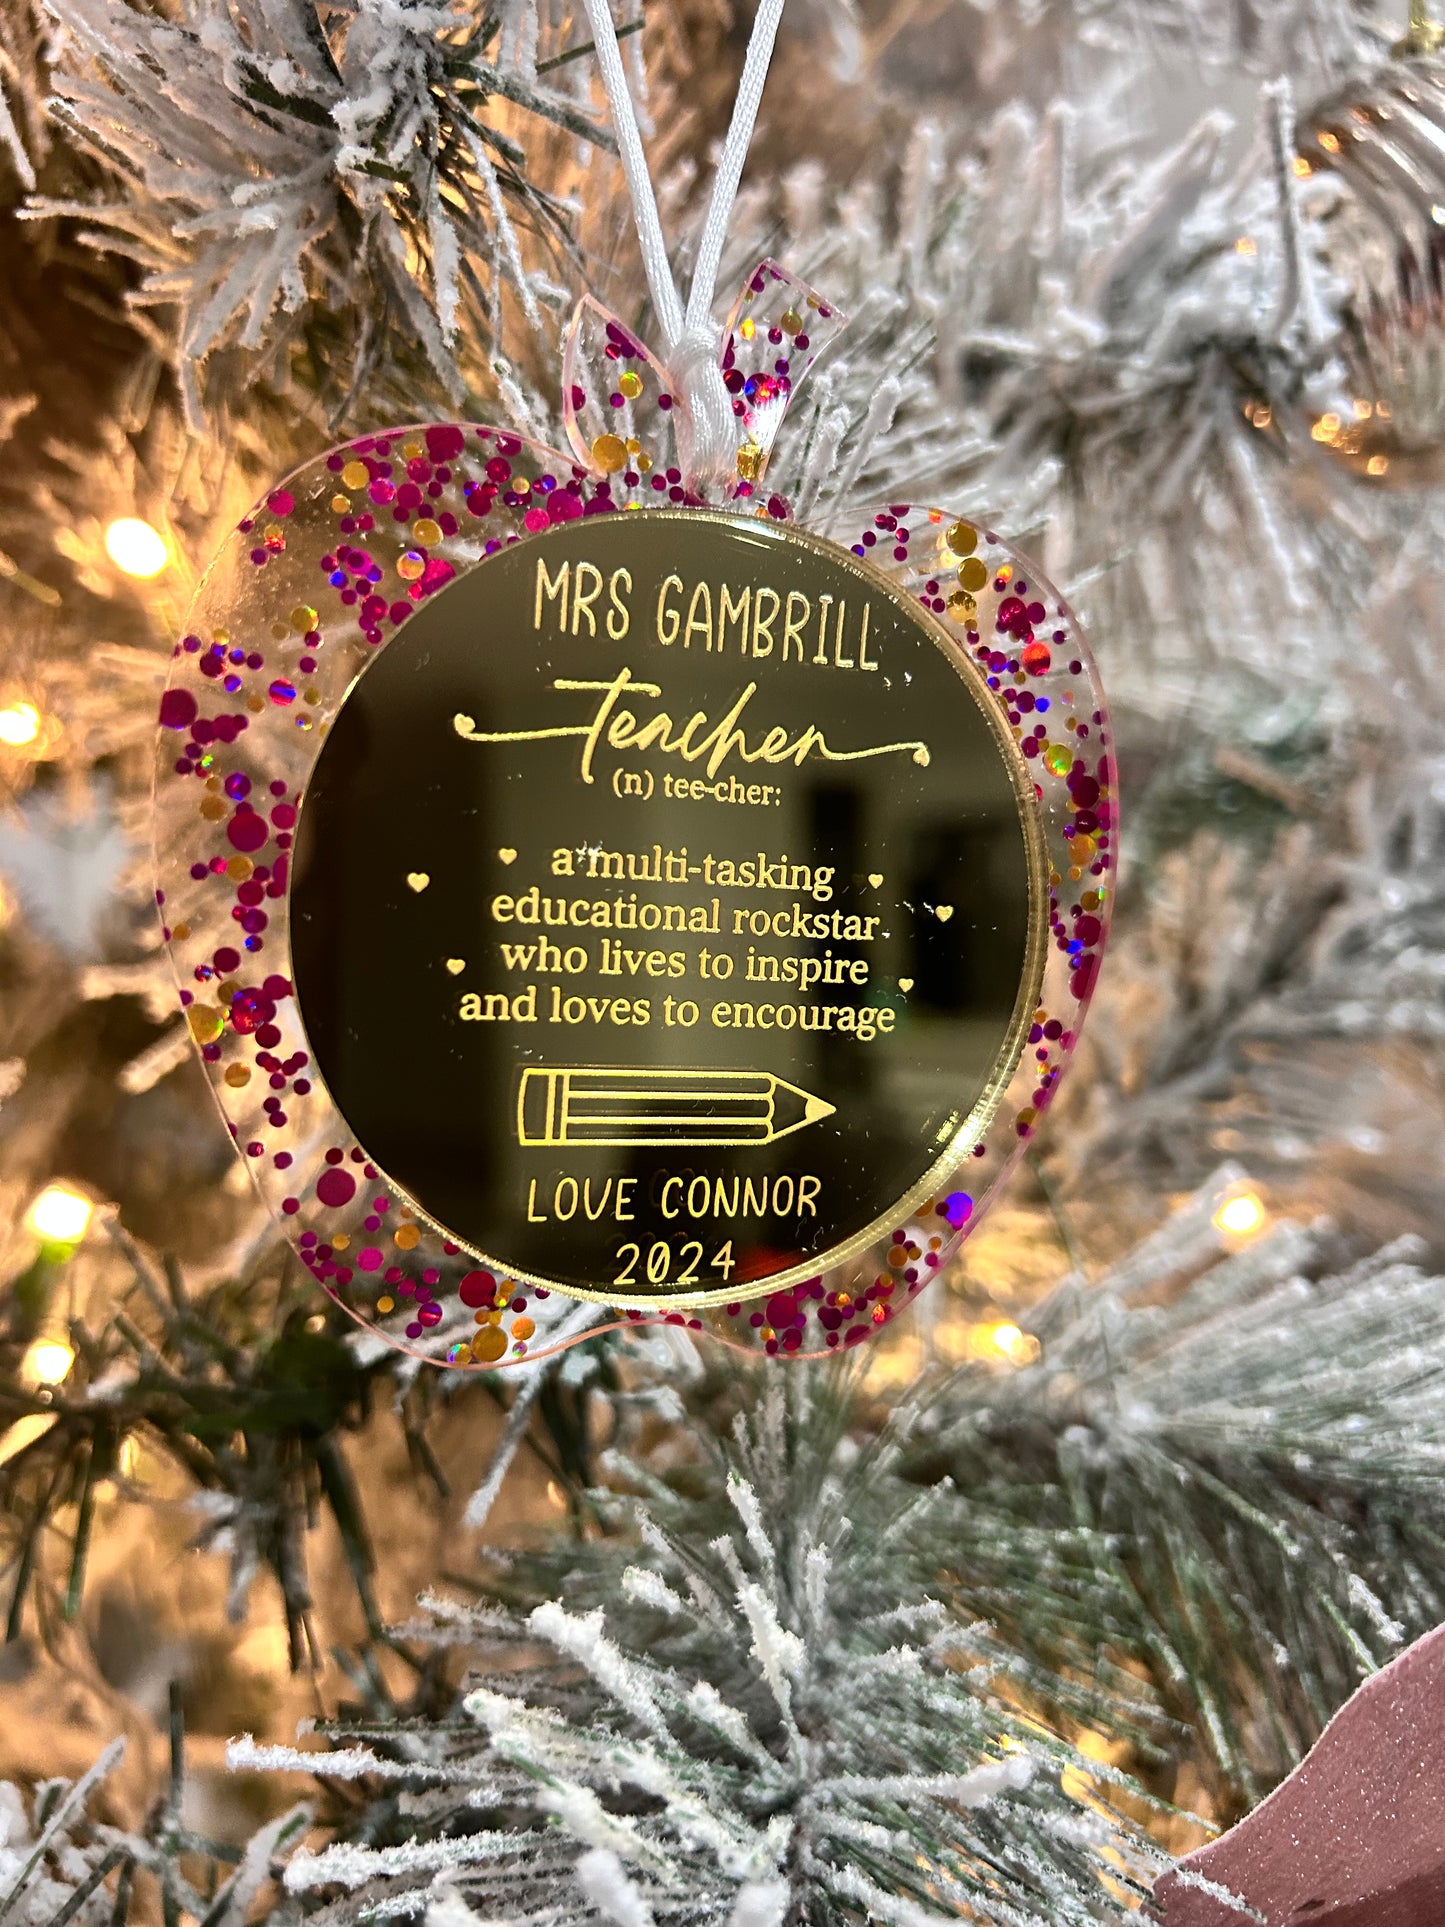 MRS GAMBRILL
Teacher
(n) tee-cher:
a multi-tasking
educational rockstar
who lives to inspire
and loves to encourage
LOVE CONNOR
2024